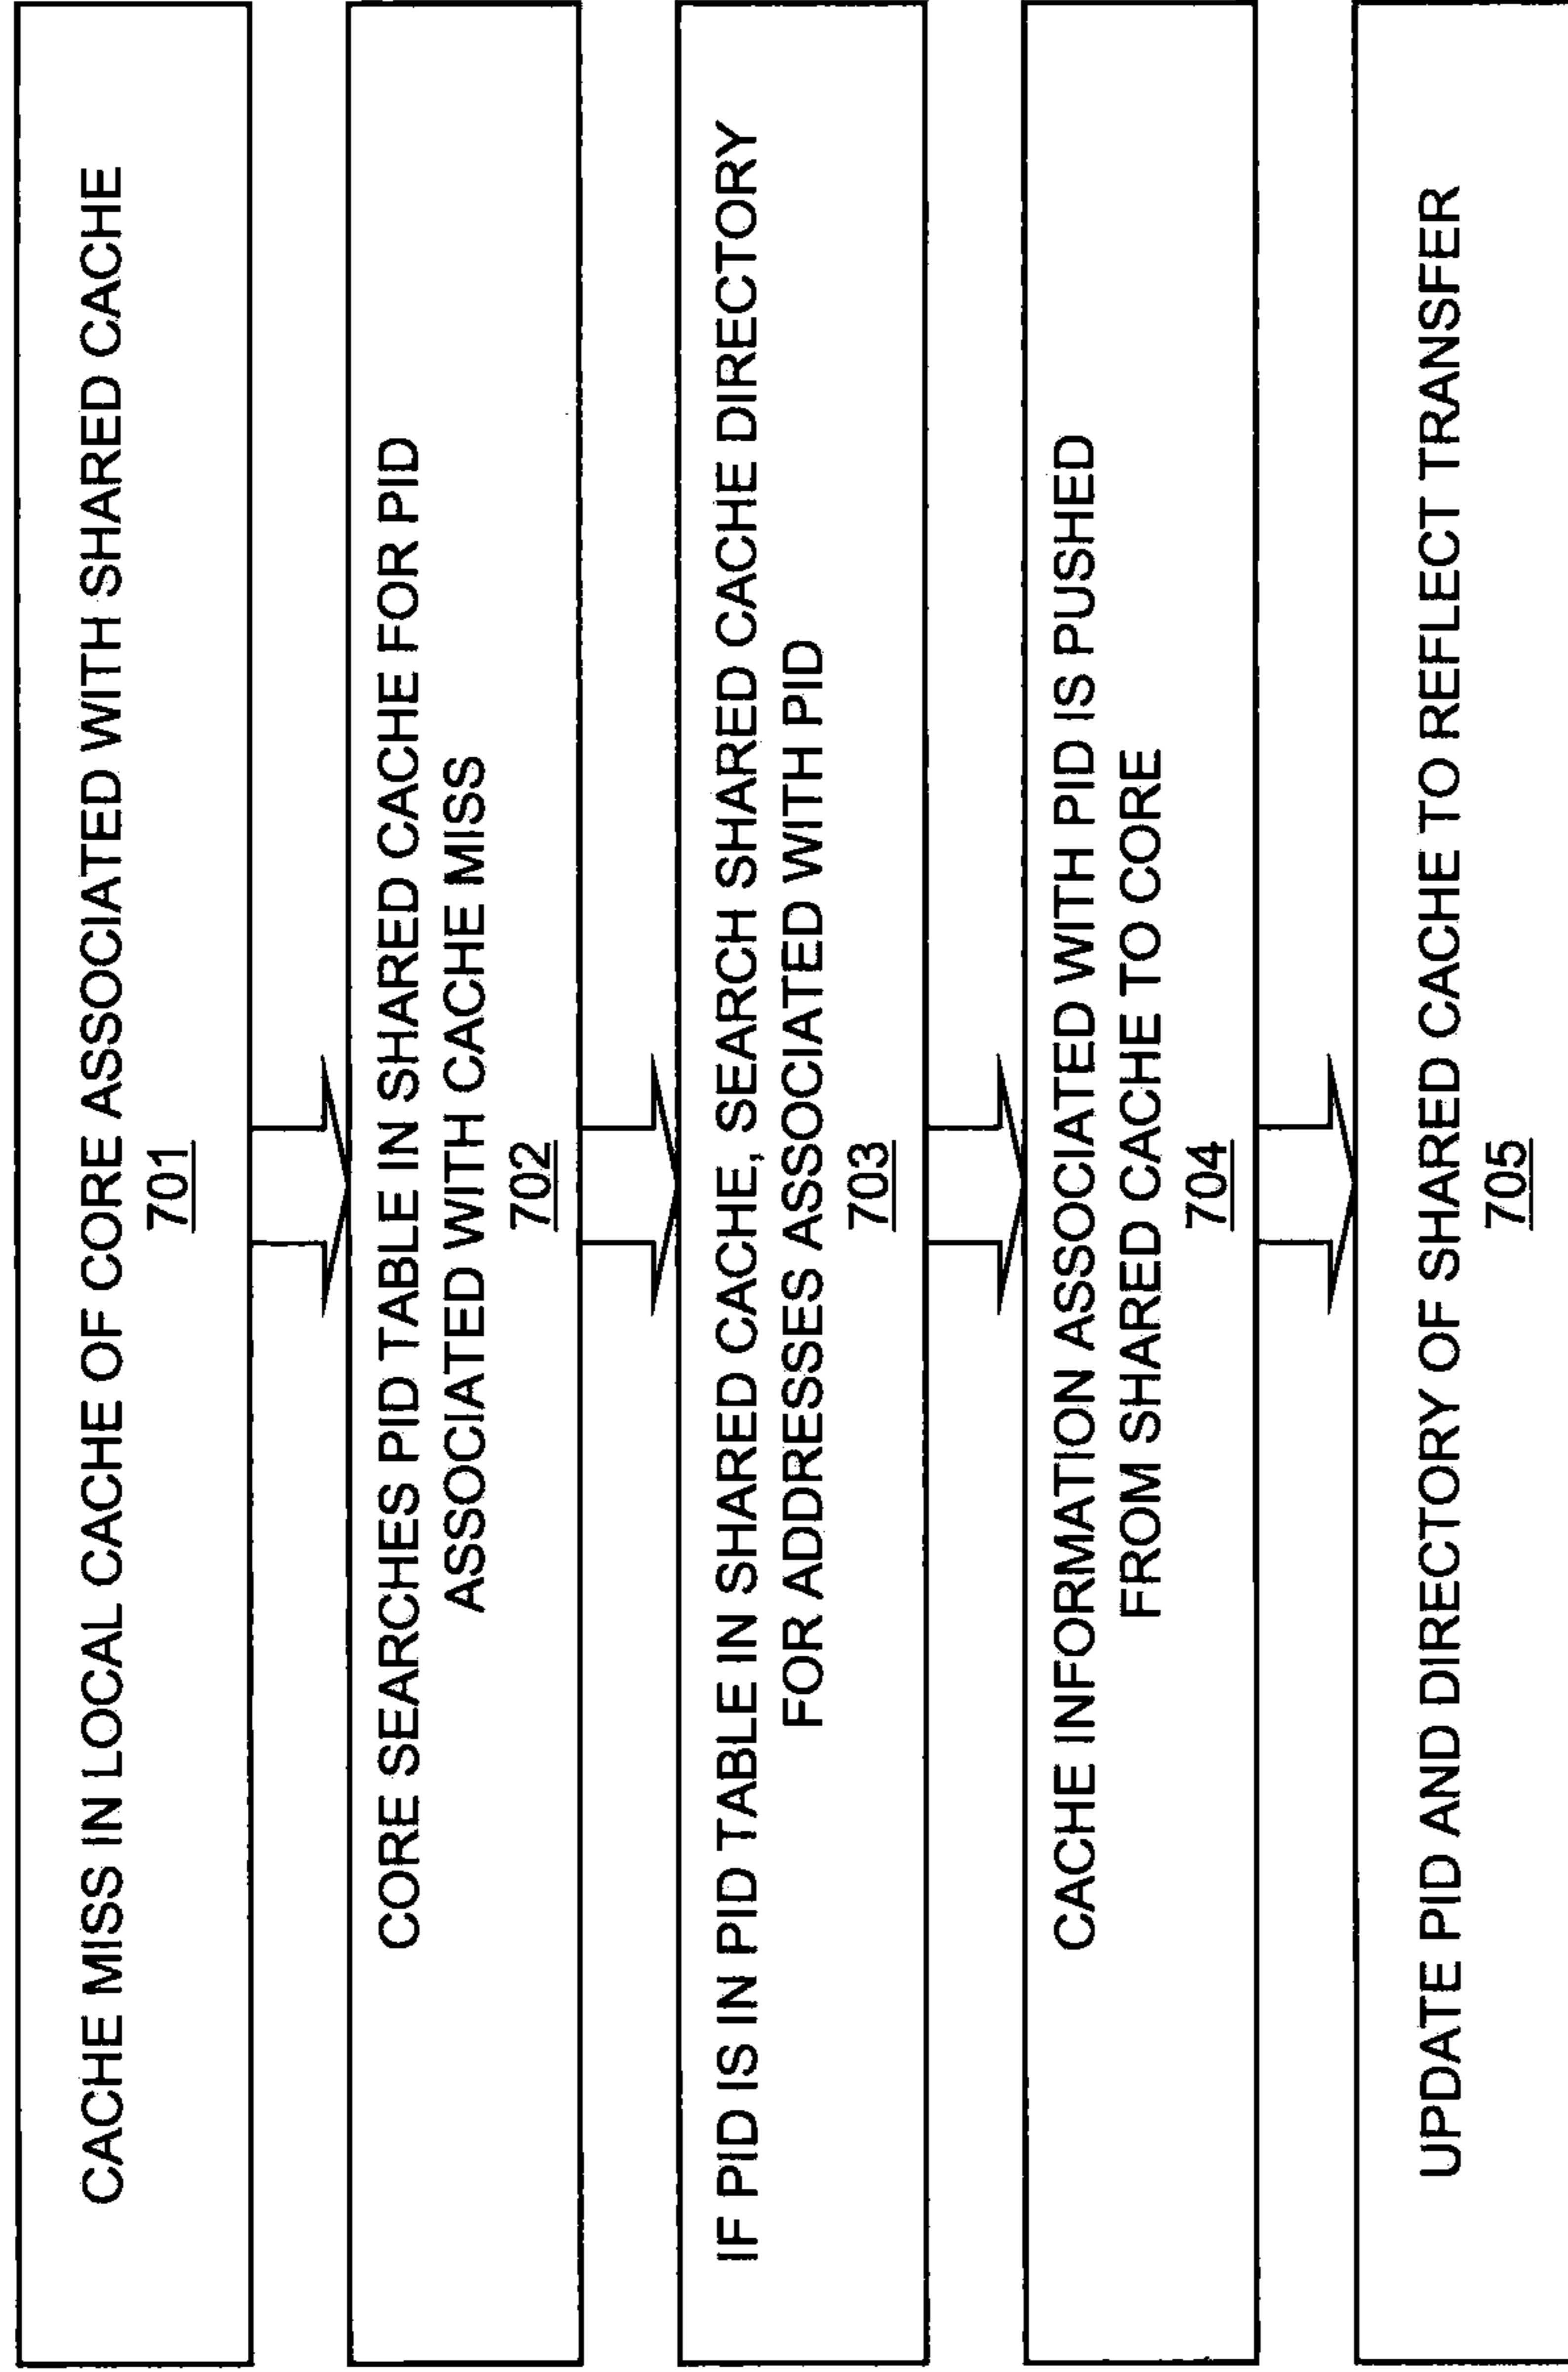 CACHE MISS IN LOCAL CACHE OF CORE ASSOCIATED WITH SHARED CACHE
701
CORE SEARCHES PID TABLE IN SHARED CACHE FOR PID
ASSOCIATED WITH CACHE MISS
702
IF PID IS IN PID TABLE IN SHARED CACHE, SEARCH SHARED CACHE DIRECTORY
FOR ADDRESSES ASSOCIATED WITH PID
703
CACHE INFORMATION ASSOCIATED WITH PID IS PUSHED
FROM SHARED CACHE TO CORE
704
UPDATE PID AND DIRECTORY OF SHARED CACHE TO REFLECT TRANSFER
705